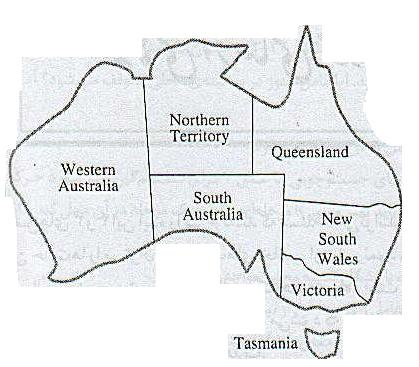 Northern
Territory
Queensland
Western
Australia
South
Australia
New
South
Wales
Victoria
Tasmania